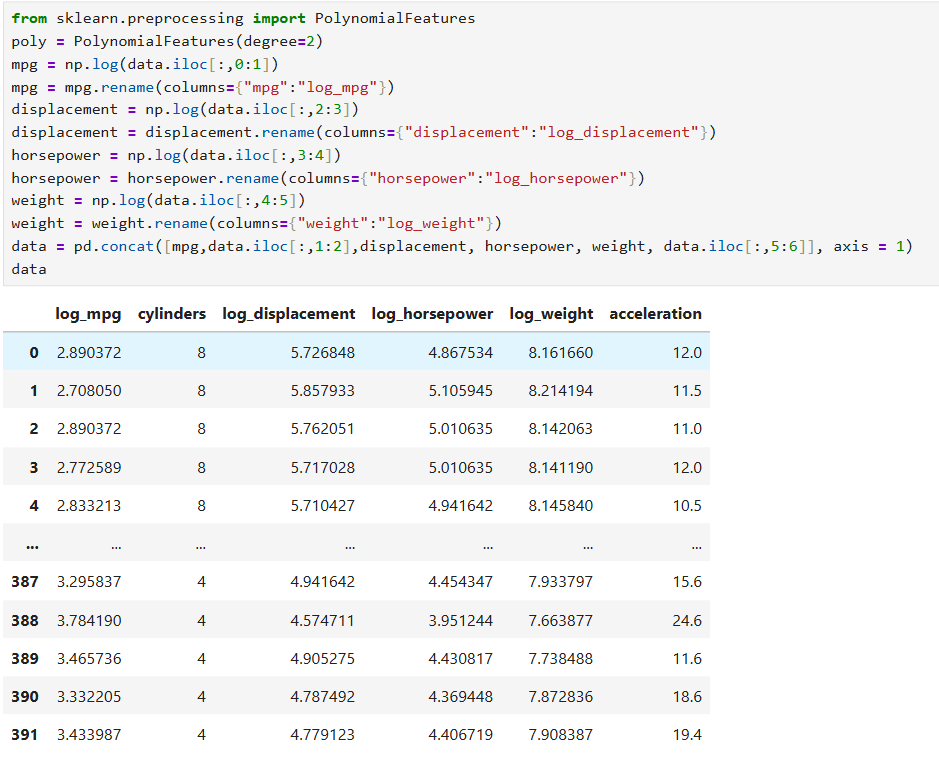 from sklearn.preprocessing import PolynomialFeatures
poly = PolynomialFeatures(degree=2)
mpg = np.log(data.iloc[:,0:1])
mpg = mpg.rename(columns={"mpg":"log_mpg"})
displacement = np.log(data.iloc[:,2:3])
displacement = displacement.rename(columns={"displacement":"log_displacement"})
horsepower = np.log(data.iloc[:,3:4])
horsepower = horsepower.rename(columns={"horsepower":"log_horsepower"})
weight = np.log(data.iloc[:,4:5])
weight = weight.rename(columns={"weight":"log_weight"})
data = pd.concat([mpg,data.iloc[:,1:2],displacement, horsepower, weight, data.iloc[:,5:6]], axis = 1)
data
log_mpg cylinders log_displacement log_horsepower log_weight acceleration
0 2.890372 8 5.726848 4.867534 8.161660 12.0
1 2.708050 8 5.857933 5.105945 8.214194 11.5
2 2.890372 8 5.762051 5.010635 8.142063 11.0
3 2.772589 8 5.717028 5.010635 8.141190 12.0
4 2.833213 8 5.710427 4.941642 8.145840 10.5
... ... ... ... ... ... ...
387 3.295837 4 4.941642 4.454347 7.933797 15.6
388 3.784190 4 4.574711 3.951244 7.663877 24.6
389 3.465736 4 4.905275 4.430817 7.738488 11.6
390 3.332205 4 4.787492 4.369448 7.872836 18.6
391 3.433987 4 4.779123 4.406719 7.908387 19.4